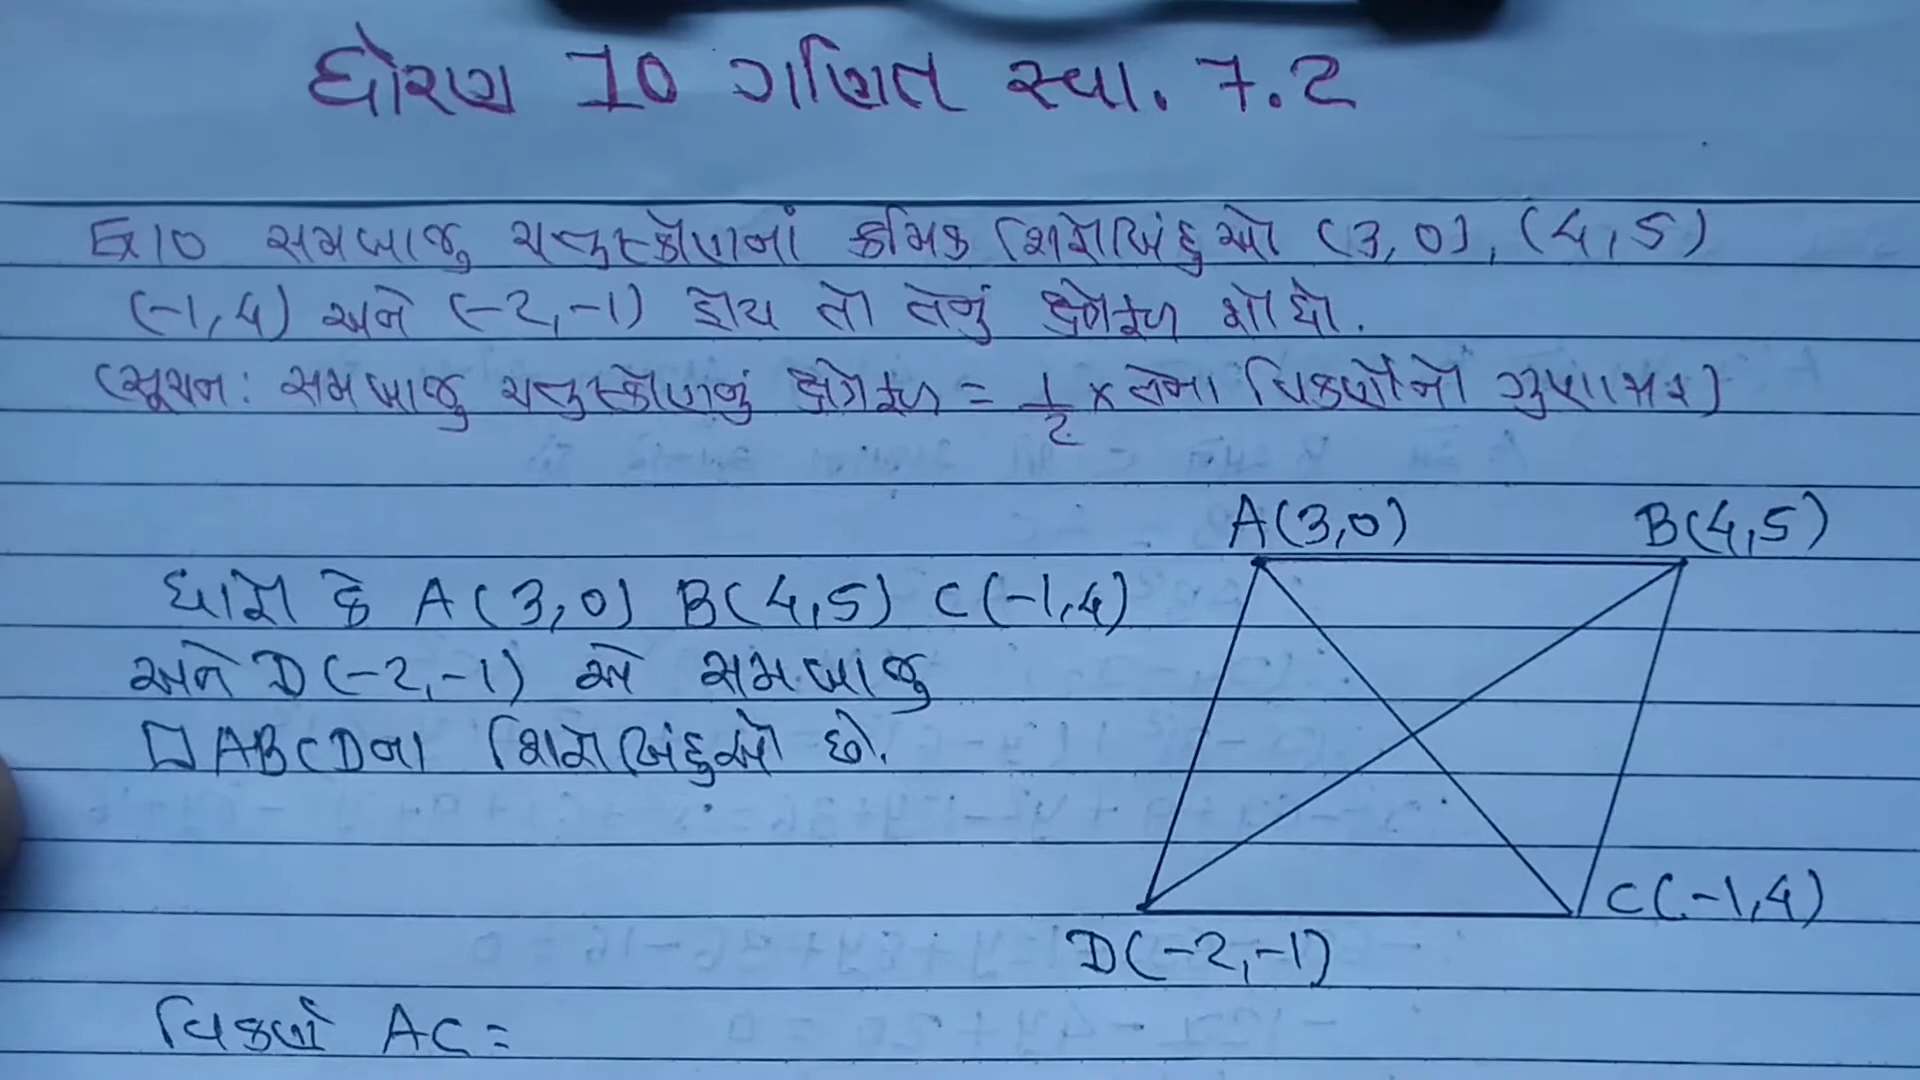 ધોરણ 10 ગણિત સ્વા. 7.2
Ex10 સમબાજુ ચતુષ્કોણનાં ક્રમિક શિરોબિંદુઓ (3,0), (4,5)
(-1,4) અને (-2,-1) હોય તો તેનું ક્ષેત્રફળ શોધો.
(સૂચન: સમબાજુ ચતુષ્કોણનું ક્ષેત્રફળ = 1/2 × તેના વિકર્ણોનો ગુણાકાર)
A(3,0) B(4,5)
ધારો કે A(3,0) B(4,5) C(-1,4)
અને D(-2,-1) એ સમબાજુ
□ABCDના શિરોબિંદુઓ છે.
C(-1,4)
D(-2,-1)
વિકર્ણ AC=